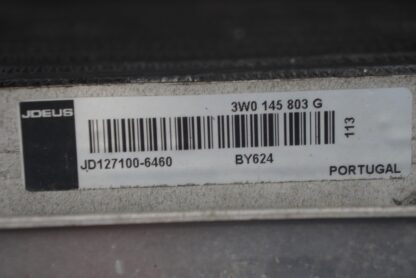 JDEUS
3W0 145 803 G
113
JD127100-6460 BY624
PORTUGAL